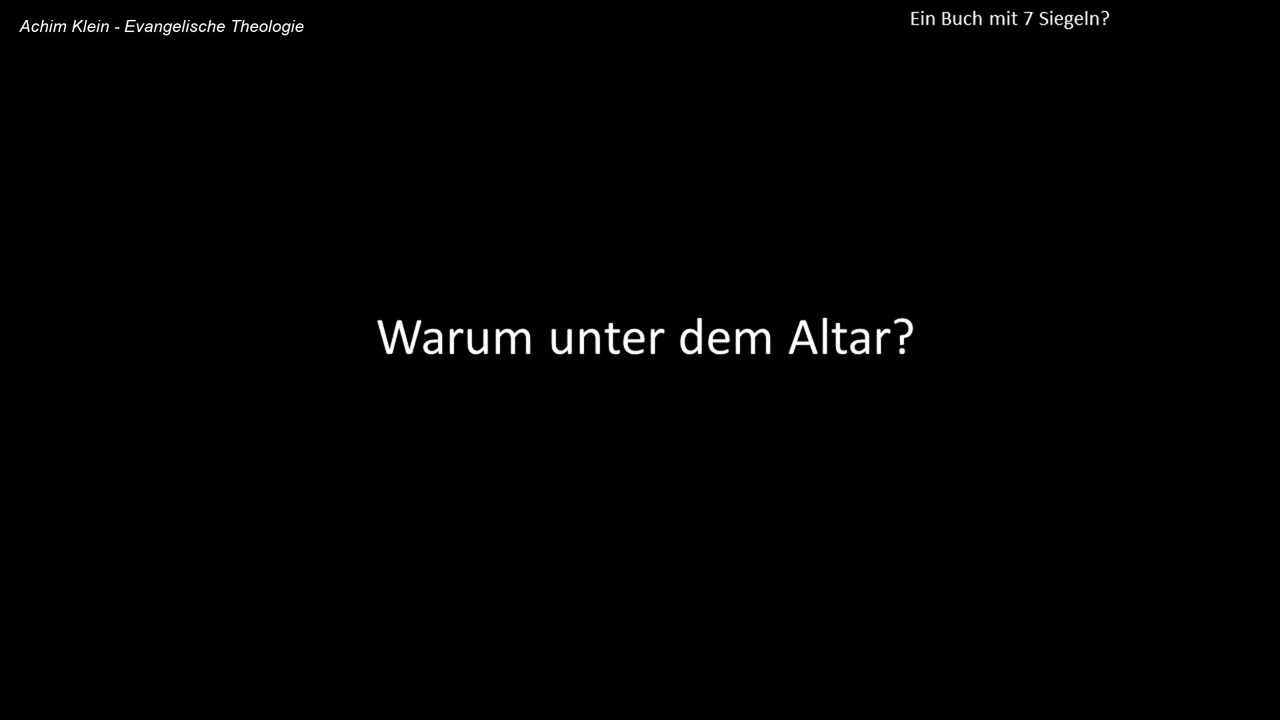 Achim Klein - Evangelische Theologie
Ein Buch mit 7 Siegeln?
Warum unter dem Altar?